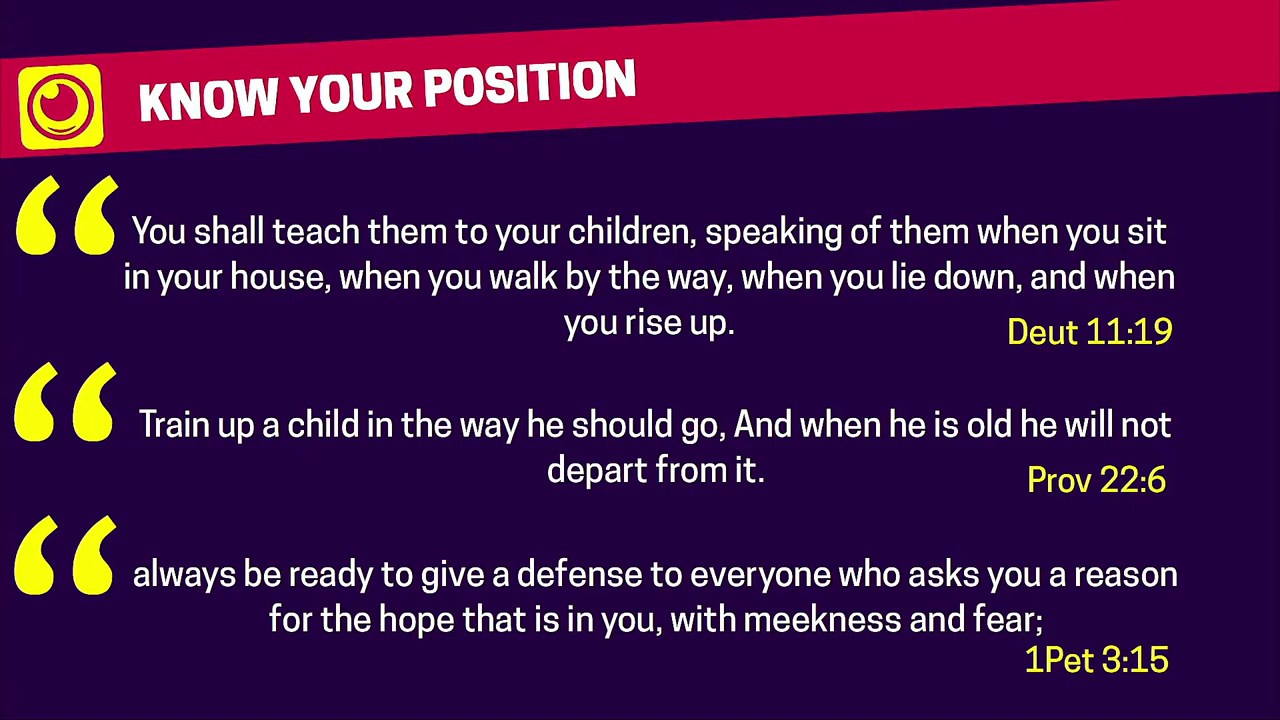 KNOW YOUR POSITION
You shall teach them to your children, speaking of them when you sit
in your house, when you walk by the way, when you lie down, and when
you rise up.
Deut 11:19
Train up a child in the way he should go, And when he is old he will not
depart from it.
Prov 22:6
always be ready to give a defense to everyone who asks you a reason
for the hope that is in you, with meekness and fear;
1Pet 3:15